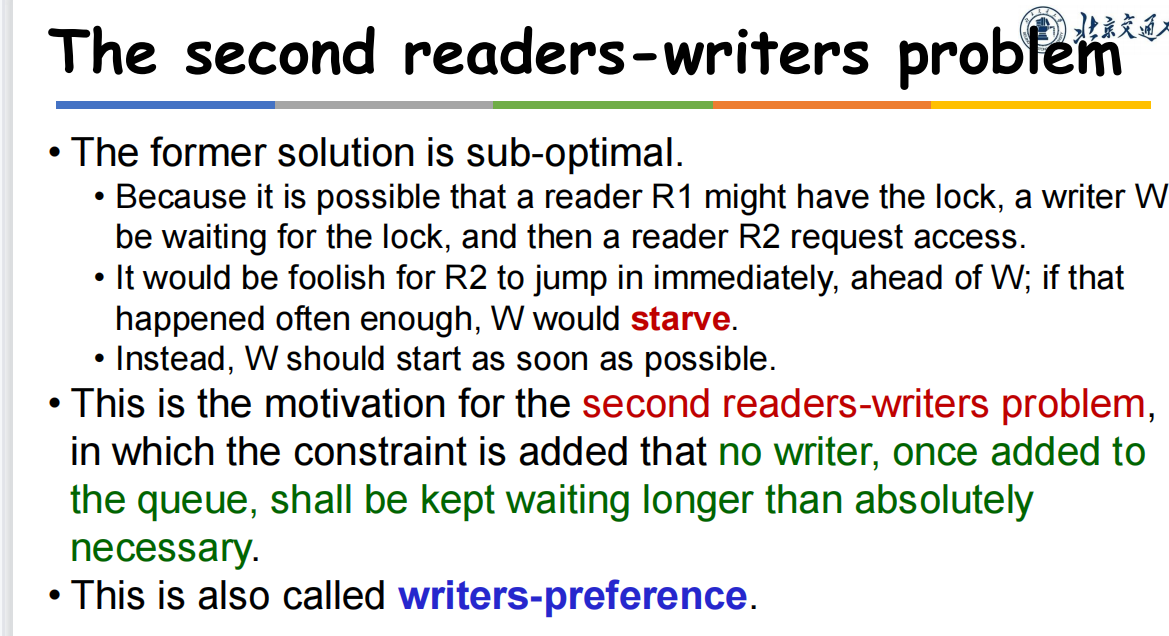 The second readers-writers problem
北京交通大
• The former solution is sub-optimal.
• Because it is possible that a reader R1 might have the lock, a writer W
be waiting for the lock, and then a reader R2 request access.
• It would be foolish for R2 to jump in immediately, ahead of W; if that
happened often enough, W would starve.
• Instead, W should start as soon as possible.
• This is the motivation for the second readers-writers problem,
in which the constraint is added that no writer, once added to
the queue, shall be kept waiting longer than absolutely
necessary.
• This is also called writers-preference.